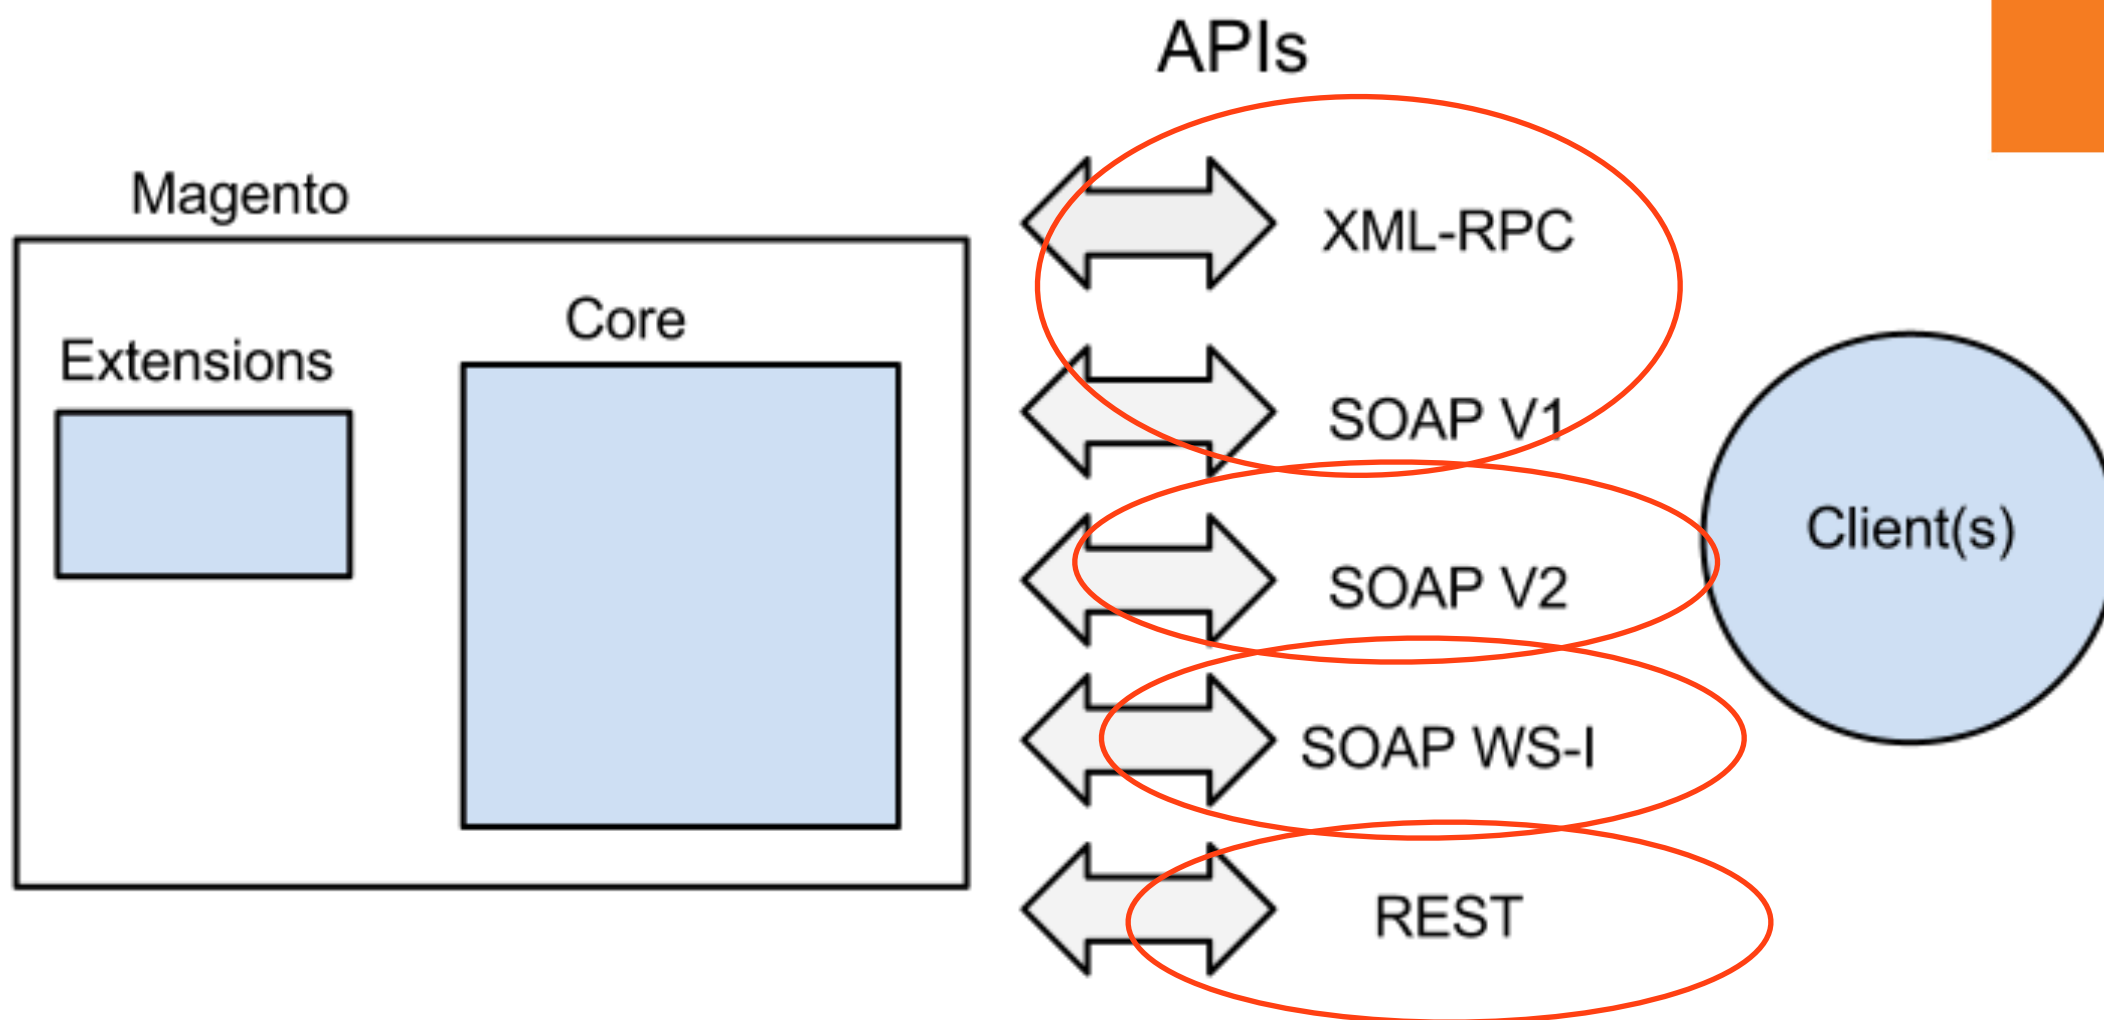 APIs
Magento
XML-RPC
Core
Extensions
SOAP V1
Client(s)
SOAP V2
SOAP WS-I
REST